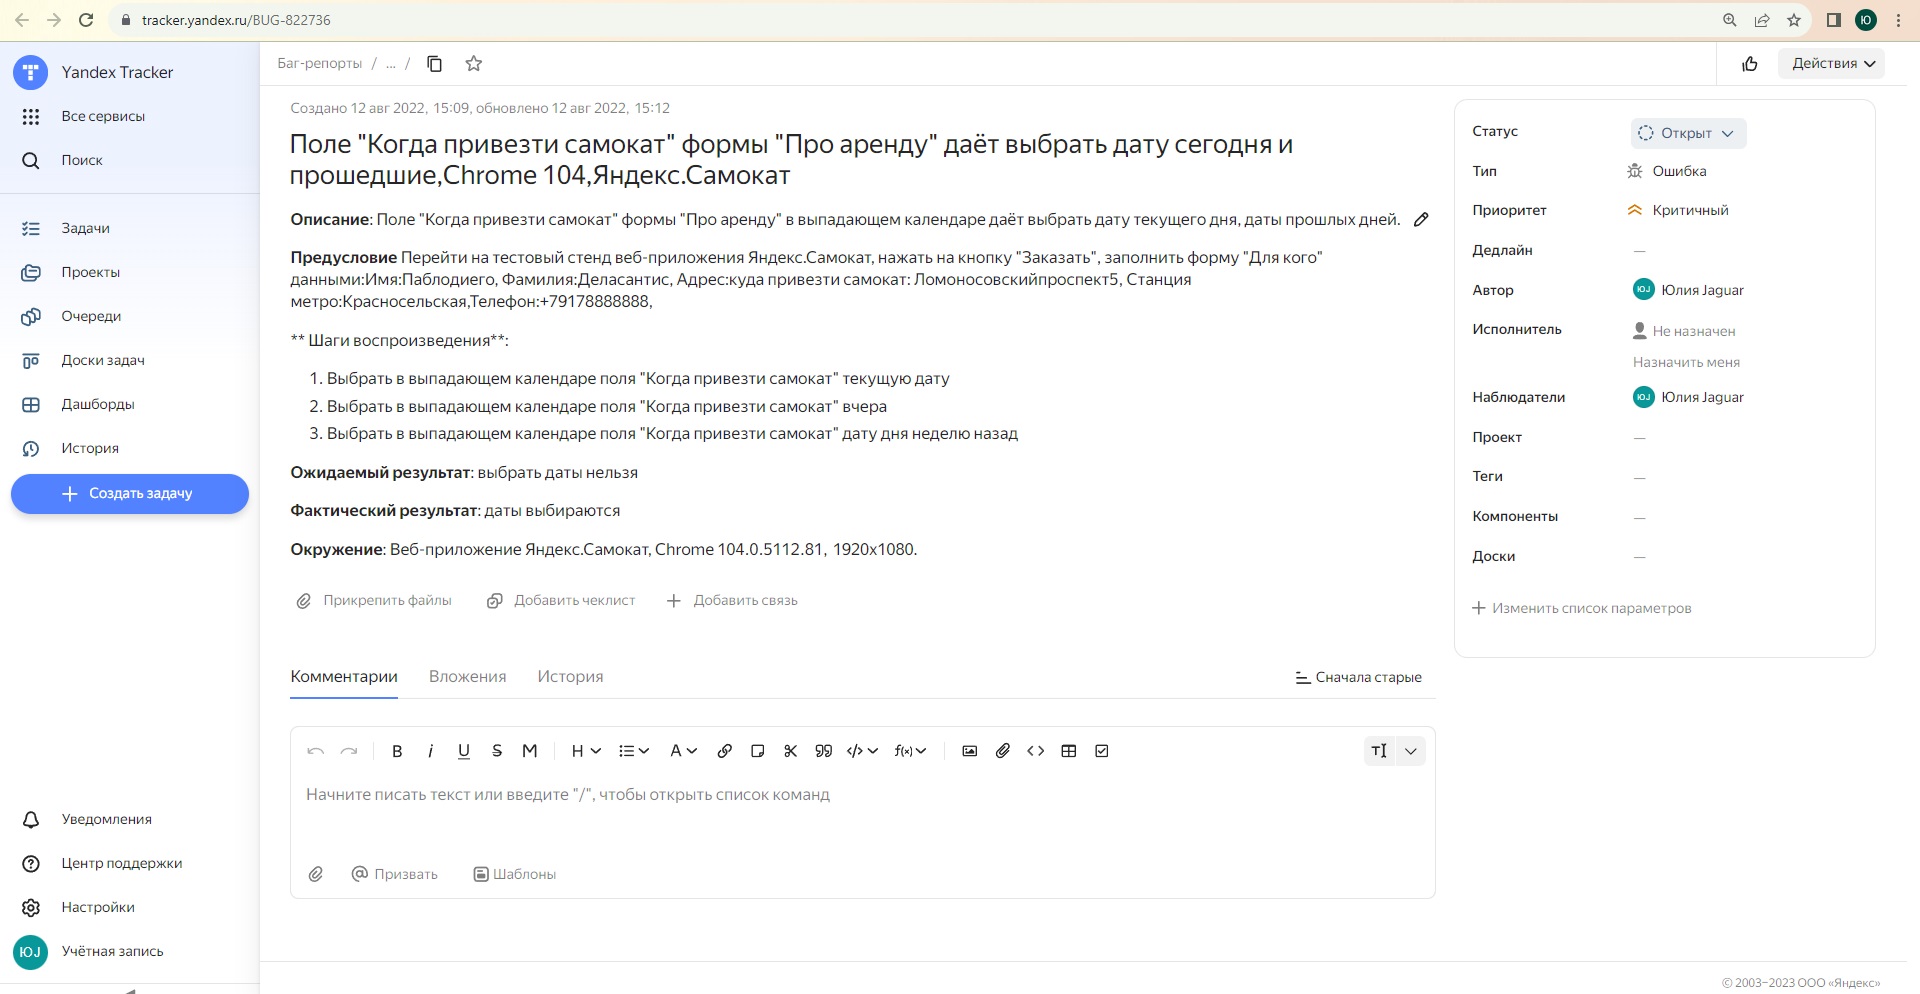 tracker.yandex.ru/BUG-822736
Ю
Yandex Tracker
Все сервисы
Поиск
Задачи
Проекты
Очереди
Доски задач
Дашборды
История
Создать задачу
Уведомления
Центр поддержки
Настройки
ЮJ
Учётная запись
Баг-репорты / ... /
Действия
Создано 12 авг 2022, 15:09, обновлено 12 авг 2022, 15:12
Поле "Когда привезти самокат" формы "Про аренду" даёт выбрать дату сегодня и
прошедшие,Chrome 104,Яндекс.Самокат
Описание: Поле "Когда привезти самокат" формы "Про аренду" в выпадающем календаре даёт выбрать дату текущего дня, даты прошлых дней.
Предусловие Перейти на тестовый стенд веб-приложения Яндекс.Самокат, нажать на кнопку "Заказать", заполнить форму "Для кого"
данными:Имя:Паблодиего, Фамилия:Деласантис, Адрес:куда привезти самокат: Ломоносовскийпроспект5, Станция
метро:Красносельская,Телефон:+79178888888,
** Шаги воспроизведения**:
1. Выбрать в выпадающем календаре поля "Когда привезти самокат" текущую дату
2. Выбрать в выпадающем календаре поля "Когда привезти самокат" вчера
3. Выбрать в выпадающем календаре поля "Когда привезти самокат" дату дня неделю назад
Ожидаемый результат: выбрать даты нельзя
Фактический результат: даты выбираются
Окружение: Веб-приложение Яндекс.Самокат, Chrome 104.0.5112.81, 1920x1080.
Прикрепить файлы
Добавить чеклист
Добавить связь
Комментарии
Вложения
История
Сначала старые
B i U S M H A f(x) TI
Начните писать текст или введите "/", чтобы открыть список команд
Призвать
Шаблоны
Статус
Открыт
Тип
Ошибка
Приоритет
Критичный
Дедлайн
—
Автор
ЮJ Юлия Jaguar
Исполнитель
Не назначен
Назначить меня
Наблюдатели
ЮJ Юлия Jaguar
Проект
—
Теги
—
Компоненты
—
Доски
—
Изменить список параметров
© 2003–2023 ООО «Яндекс»